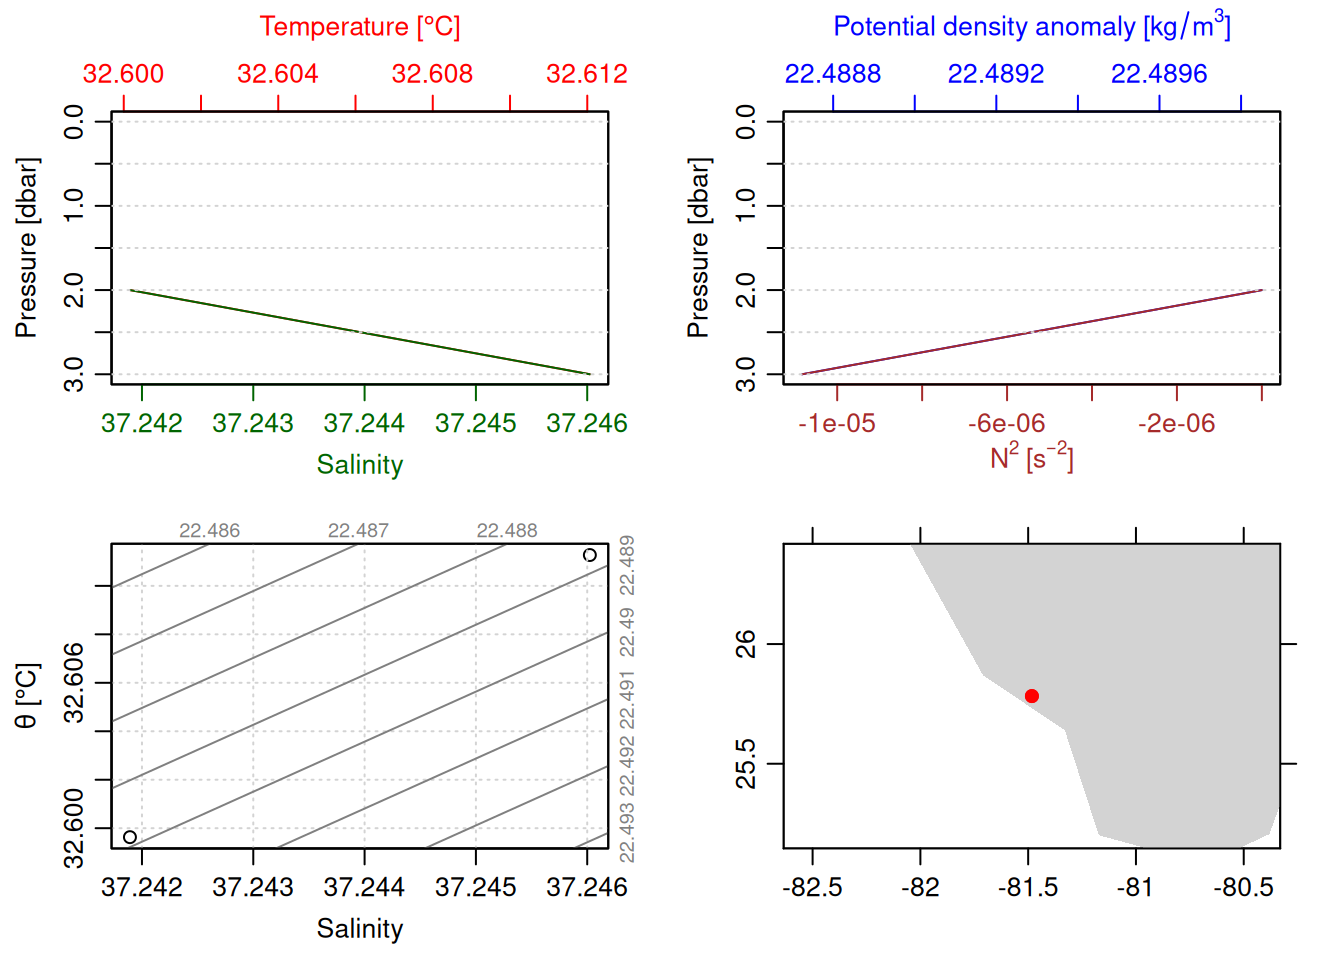 Temperature [°C]
32.600 32.604 32.608 32.612
Pressure [dbar]
0.0 1.0 2.0 3.0
37.242 37.243 37.244 37.245 37.246
Salinity
Potential density anomaly [kg/m³]
22.4888 22.4892 22.4896
Pressure [dbar]
0.0 1.0 2.0 3.0
-1e-05 -6e-06 -2e-06
N² [s⁻²]
22.486 22.487 22.488
22.489 22.49 22.491 22.492 22.493
θ [°C]
32.606 32.600
37.242 37.243 37.244 37.245 37.246
Salinity
26 25.5
-82.5 -82 -81.5 -81 -80.5